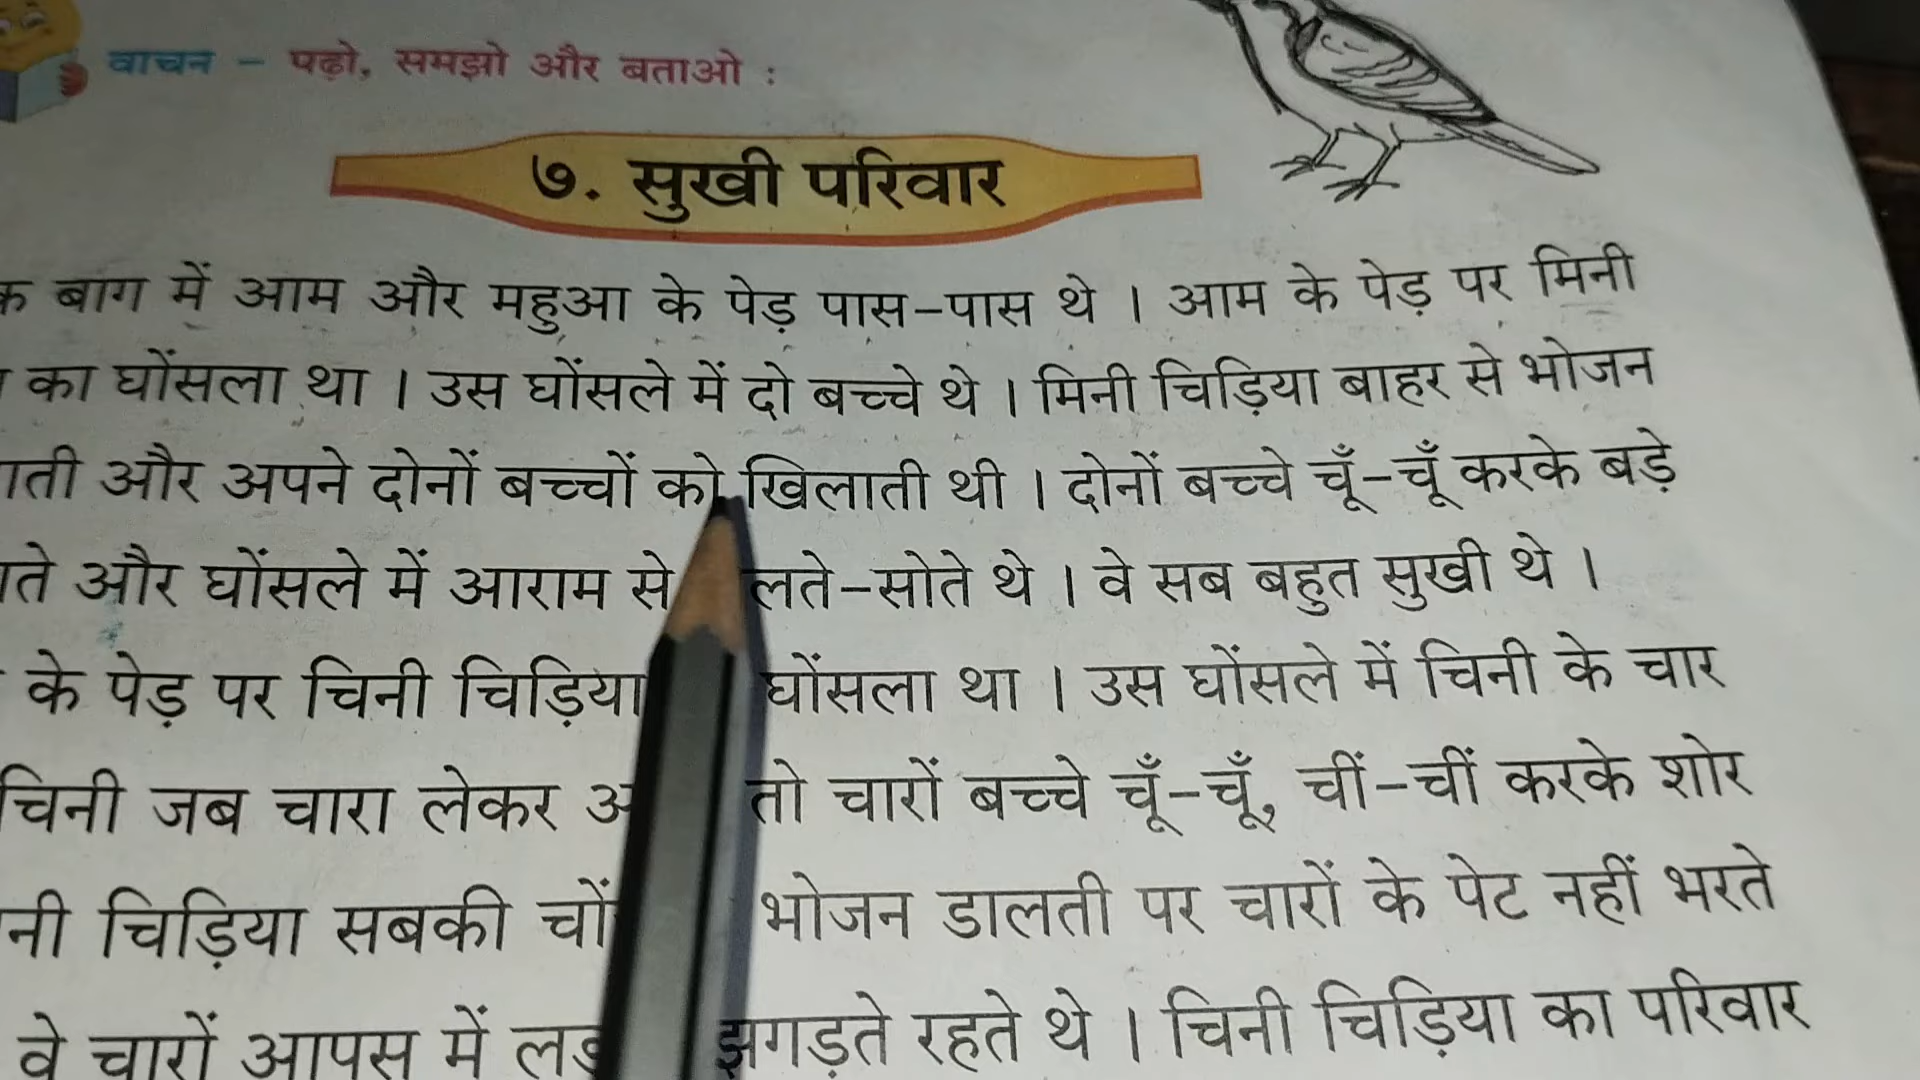 वाचन – पढ़ो, समझो और बताओ :
७. सुखी परिवार
बाग में आम और महुआ के पेड़ पास-पास थे । आम के पेड़ पर मिनी
का घोंसला था । उस घोंसले में दो बच्चे थे । मिनी चिड़िया बाहर से भोजन
और अपने दोनों बच्चों को खिलाती थी । दोनों बच्चे चूँ-चूँ करके बड़े
और घोंसले में आराम से लते-सोते थे । वे सब बहुत सुखी थे ।
के पेड़ पर चिनी चिड़िया घोंसला था । उस घोंसले में चिनी के चार
चिनी जब चारा लेकर तो चारों बच्चे चूँ-चूँ, चीं-चीं करके शोर
नी चिड़िया सबकी भोजन डालती पर चारों के पेट नहीं भरते
वे चारों आपस में झगड़ते रहते थे । चिनी चिड़िया का परिवार